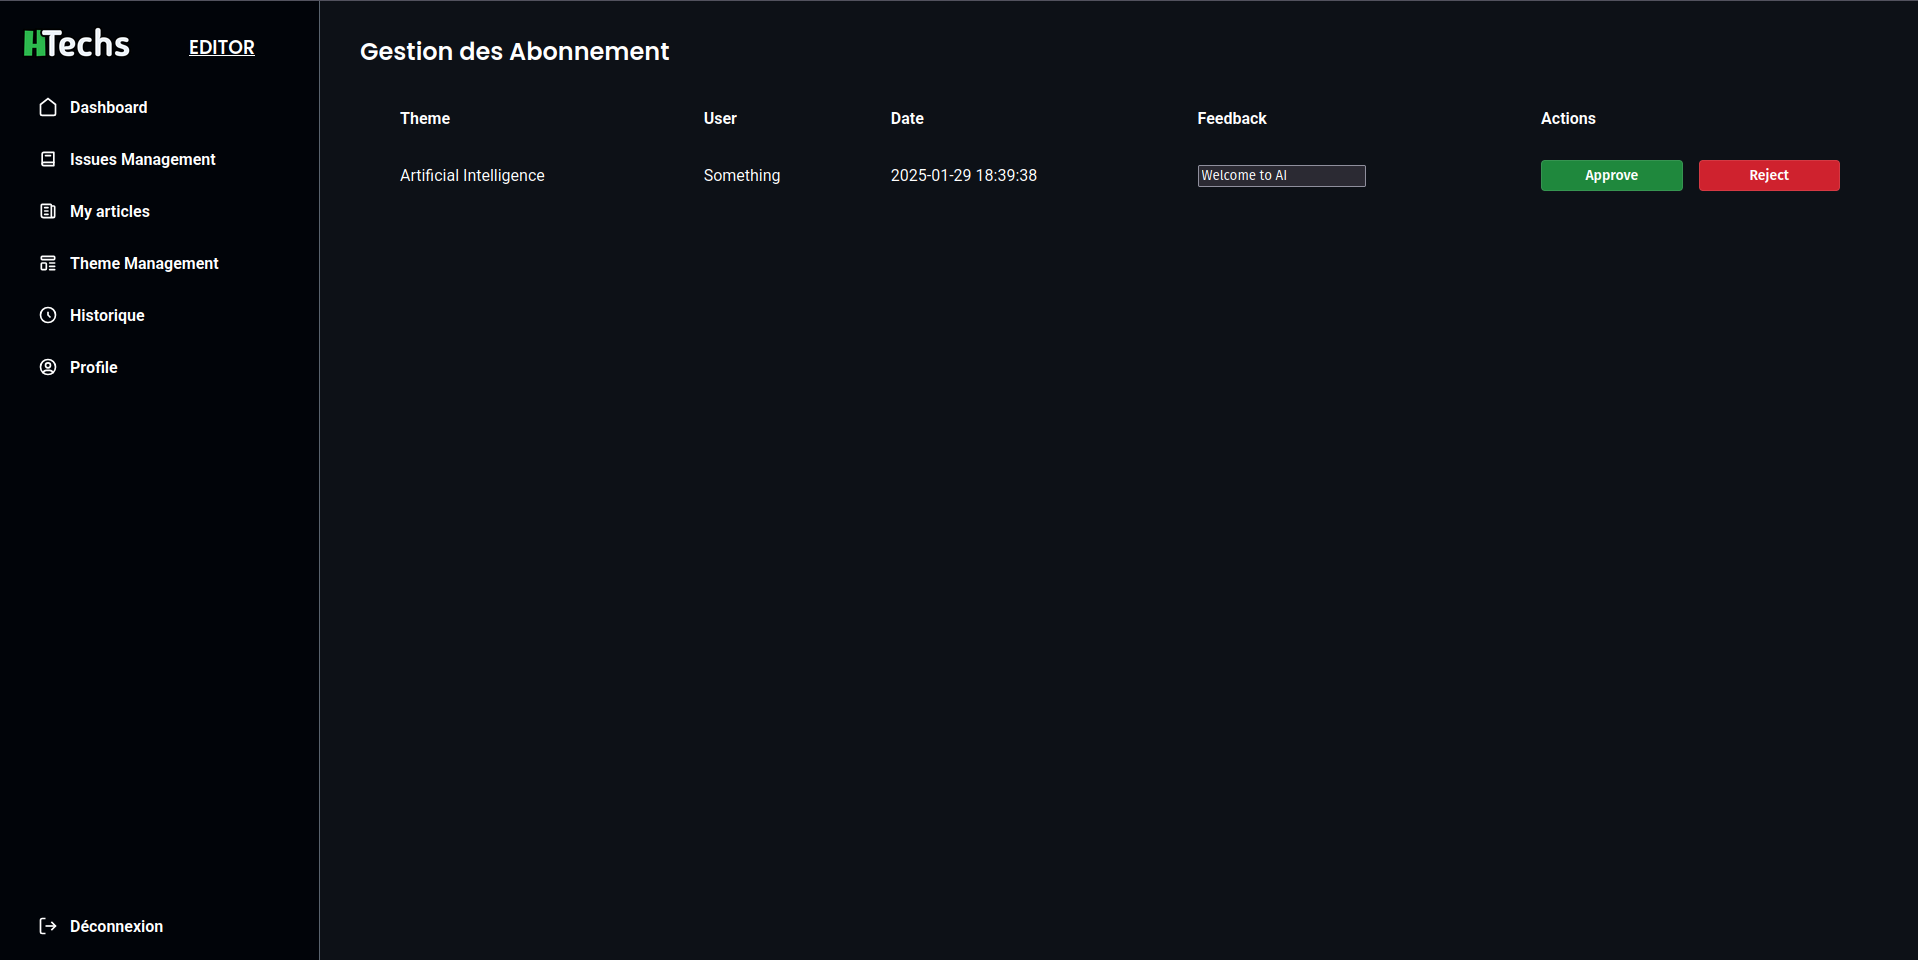 HTechs
EDITOR
Dashboard
Issues Management
My articles
Theme Management
Historique
Profile
Déconnexion
Gestion des Abonnement
Theme User Date Feedback Actions
Artificial Intelligence Something 2025-01-29 18:39:38 Welcome to AI Approve Reject